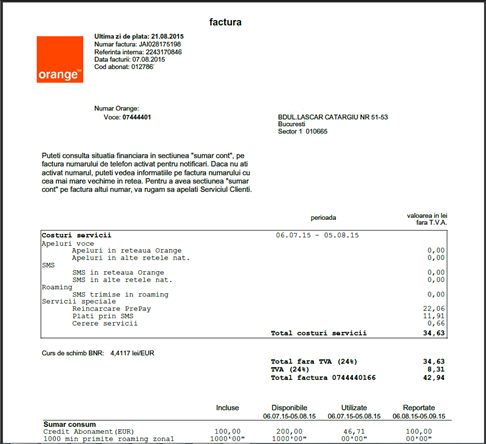 factura
orange™
Ultima zi de plata: 21.08.2015
Numar factura: JAI028175198
Referinta interna: 2243170846
Data facturii: 07.08.2015
Cod abonat: 012786
Numar Orange:
Voce: 07444401
BDUL.LASCAR CATARGIU NR 51-53
Bucuresti
Sector 1 010665
Puteti consulta situatia financiara in sectiunea "sumar cont", pe
factura numarului de telefon activat pentru notificari. Daca nu ati
activat numarul, puteti vedea informatiile pe factura numarului cu
cea mai mare vechime in retea. Pentru a avea sectiunea "sumar
cont" pe factura altui numar, va rugam sa apelati Serviciul Clienti.
perioada valoarea in lei
fara T.V.A.
Costuri servicii 06.07.15 - 05.08.15
Apeluri voce
Apeluri in reteaua Orange 0,00
Apeluri in alte retele nat. 0,00
SMS
SMS in reteaua Orange 0,00
SMS in alte retele nat. 0,00
Roaming
SMS trimise in roaming 0,00
Servicii speciale
Reincarcare PrePay 22,06
Plati prin SMS 11,91
Cerere servicii 0,66
Total costuri servicii 34,63
Curs de schimb BNR: 4,4117 lei/EUR
Total fara TVA (24%) 34,63
TVA (24%) 8,31
Total factura 0744440166 42,94
Incluse Disponibile Utilizate Reportate
06.07.15-05.08.15 06.07.15-05.08.15 06.08.15-05.09.15
Sumar consum
Credit Abonament(EUR) 100,00 200,00 46,71 100,00
1000 min primite roaming zona1 1000'00" 1000'00" 00'00" 00'00"